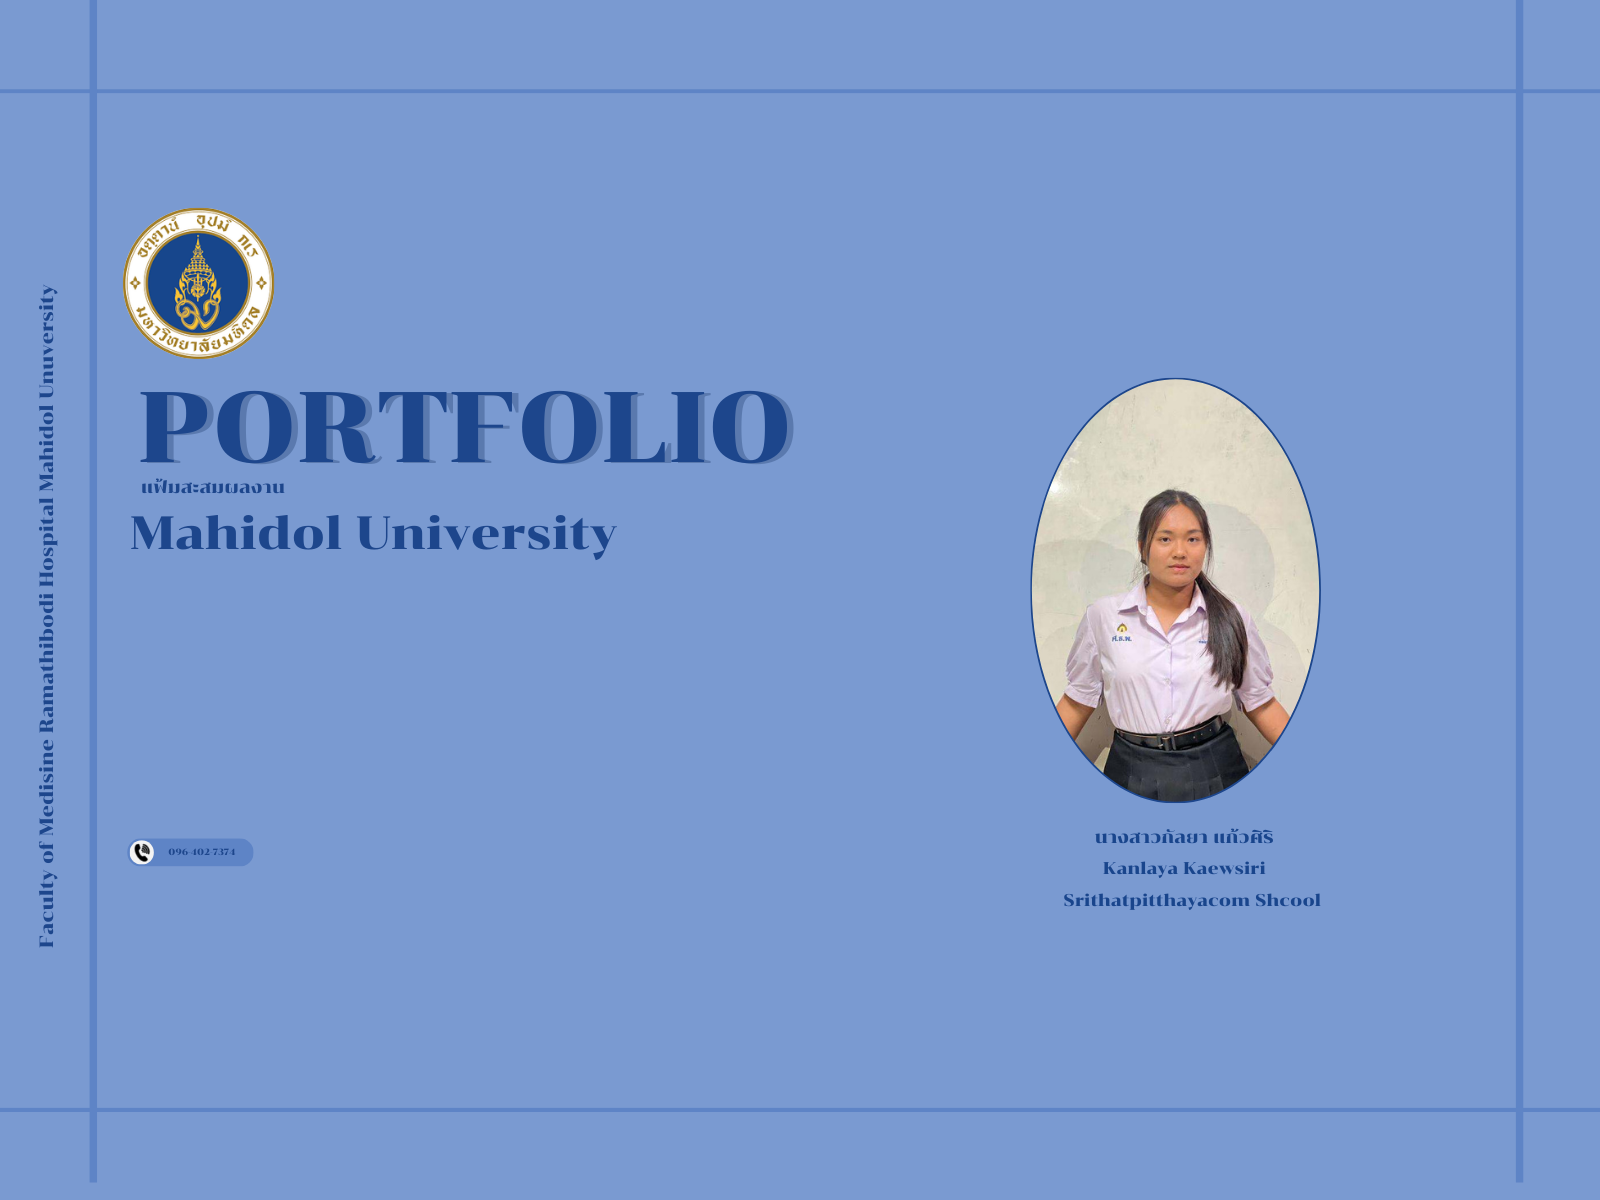 Faculty of Medisine Ramathibodi Hospital Mahidol Unuversity
อตฺตานํ อุปมํ กเร
มหาวิทยาลัยมหิดล
PORTFOLIO
แฟ้มสะสมผลงาน
Mahidol University
ศ.ธ.พ.
096-402-7374
นางสาวกัลยา แก้วศิริ
Kanlaya Kaewsiri
Srithatpitthayacom Shcool